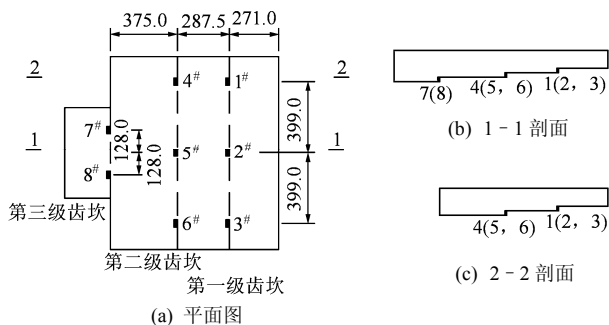 375.0 287.5 271.0
2 4# 1# 2
7# 128.0 399.0
1 5# 2# 1
8# 128.0 399.0
第三级齿坎 6# 3#
第二级齿坎
第一级齿坎
(a) 平面图
7(8) 4(5，6) 1(2，3)
(b) 1-1 剖面
4(5，6) 1(2，3)
(c) 2-2 剖面